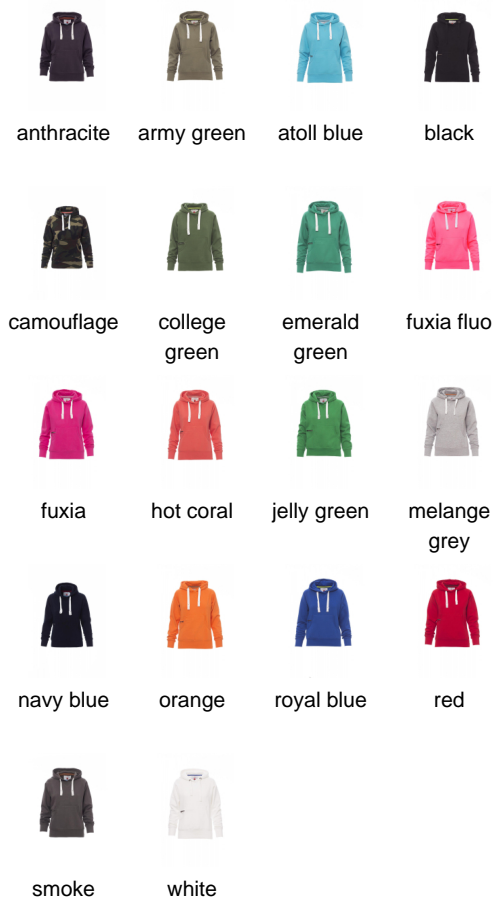 anthracite
army green
atoll blue
black
camouflage
college
green
emerald
green
fuxia fluo
fuxia
hot coral
jelly green
melange
grey
navy blue
orange
royal blue
red
smoke
white